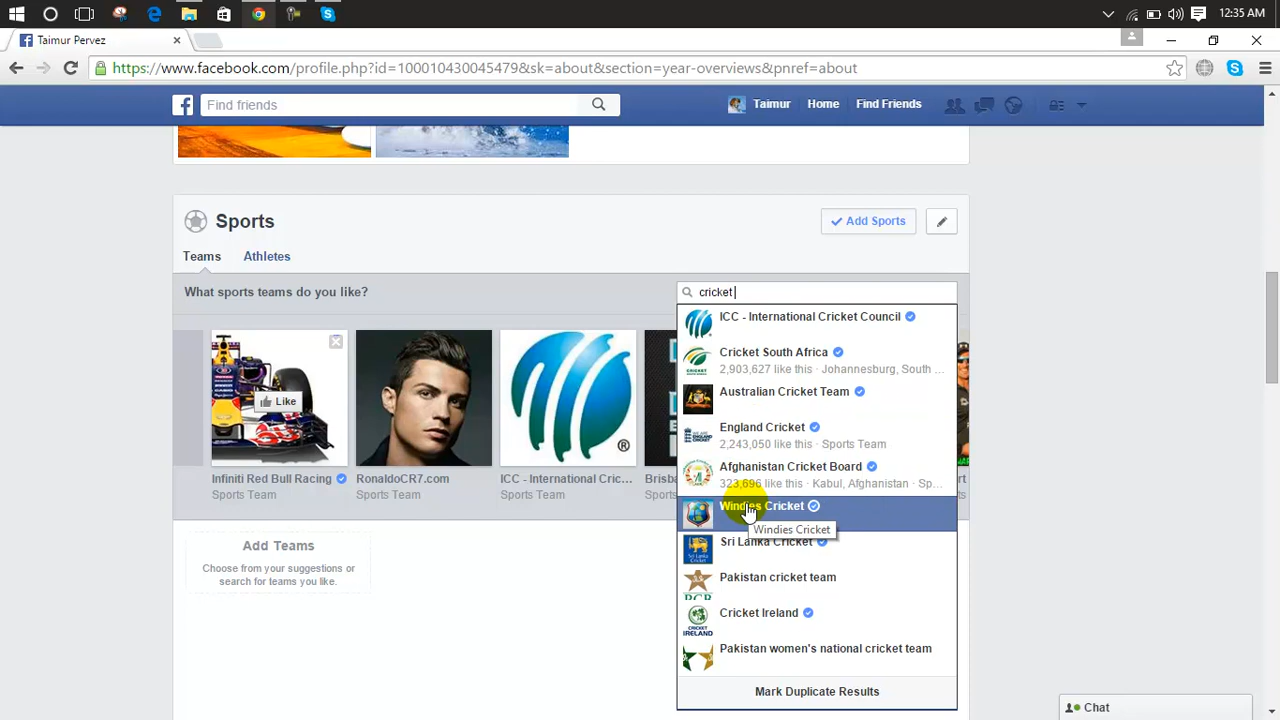 12:35 AM
Taimur Pervez
https://www.facebook.com/profile.php?id=100010430045479&sk=about&section=year-overviews&pnref=about
Find friends
Taimur
Home
Find Friends
Sports
Add Sports
Teams
Athletes
What sports teams do you like?
cricket
Like
Infiniti Red Bull Racing
Sports Team
RonaldoCR7.com
Sports Team
®
ICC - International Cric...
Sports Team
Brisb
Sports
ICC - International Cricket Council
Cricket South Africa
2,903,627 like this · Johannesburg, South ...
Australian Cricket Team
England Cricket
2,243,050 like this · Sports Team
Afghanistan Cricket Board
323,696 like this · Kabul, Afghanistan · Sp...
Windies Cricket
Windies Cricket
Sri Lanka Cricket
Pakistan cricket team
Cricket Ireland
CRICKET
IRELAND
Pakistan women's national cricket team
Mark Duplicate Results
Add Teams
Choose from your suggestions or
search for teams you like.
Chat